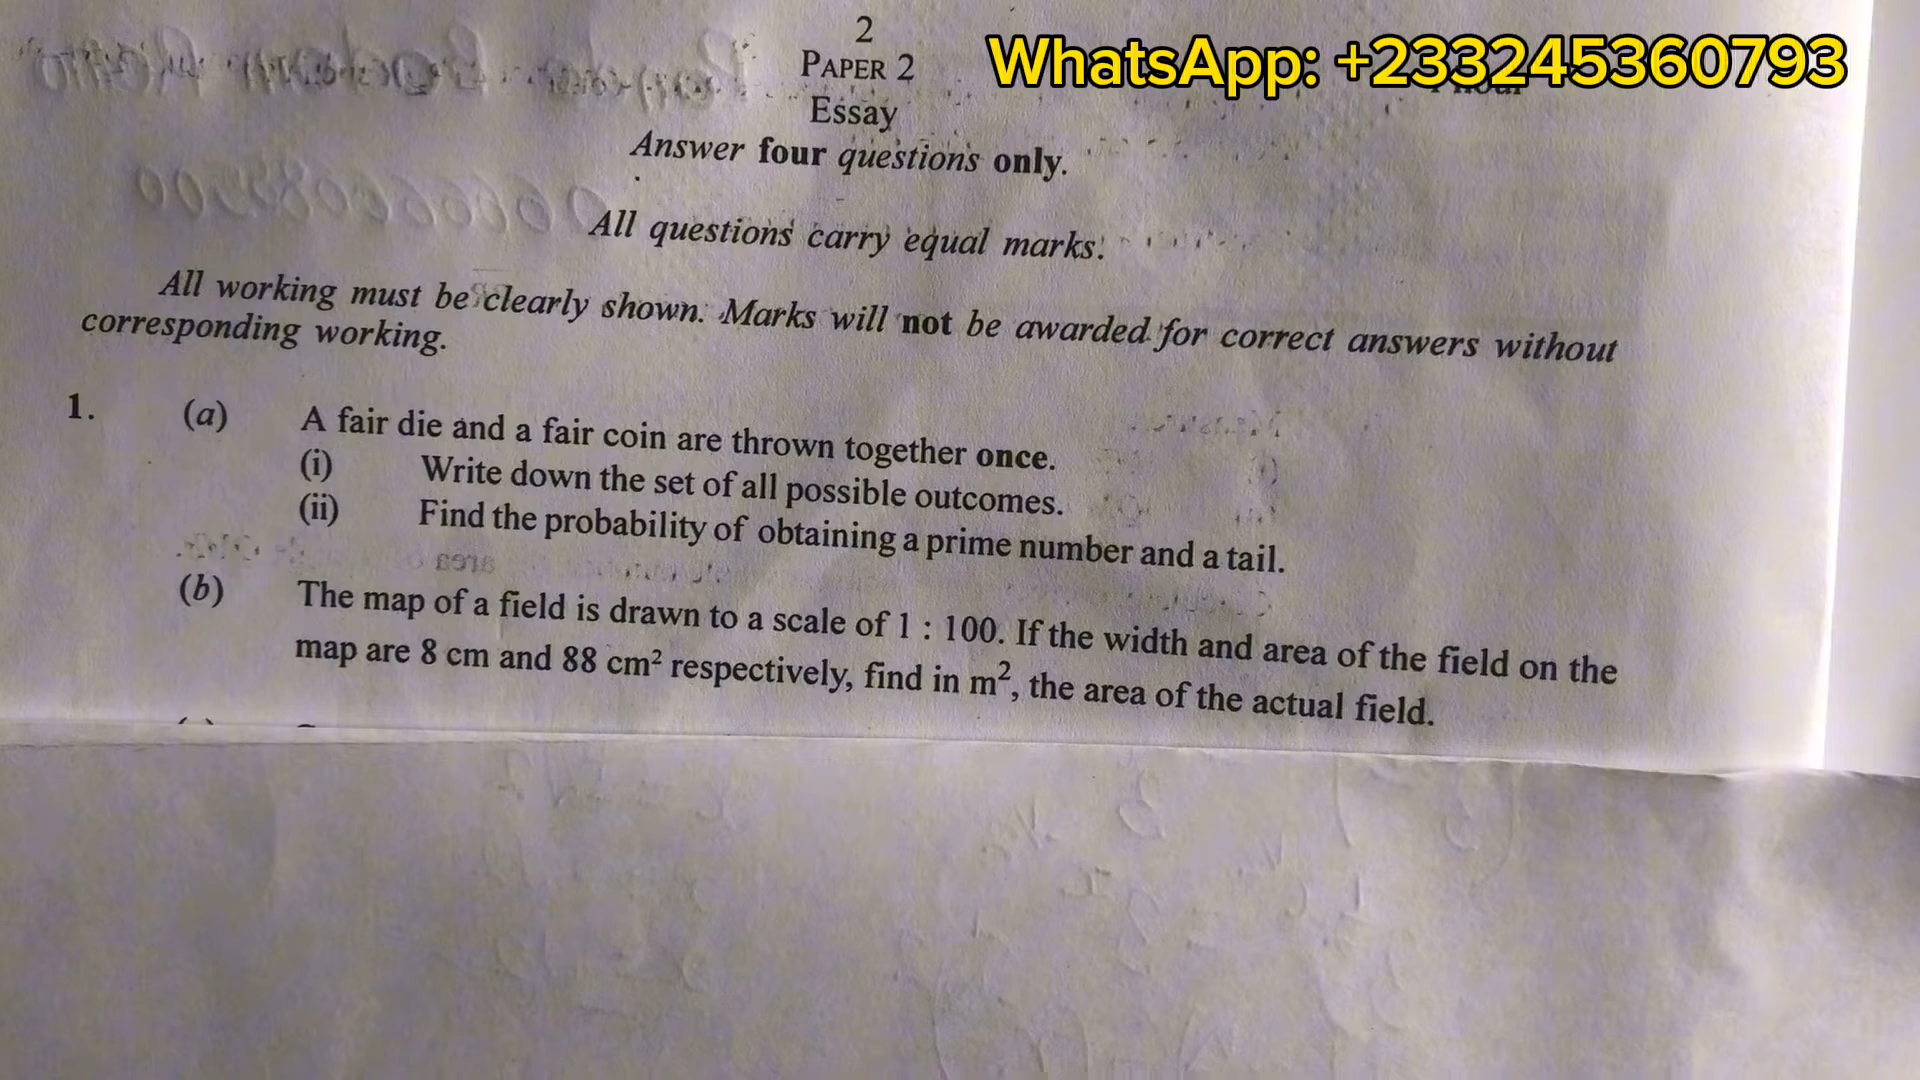 2
PAPER 2
WhatsApp: +233245360793
Essay
Answer four questions only.
All questions carry equal marks.
All working must be clearly shown. Marks will not be awarded for correct answers without
corresponding working.
1. (a) A fair die and a fair coin are thrown together once.
(i) Write down the set of all possible outcomes.
(ii) Find the probability of obtaining a prime number and a tail.
(b) The map of a field is drawn to a scale of 1 : 100. If the width and area of the field on the
map are 8 cm and 88 cm² respectively, find in m², the area of the actual field.